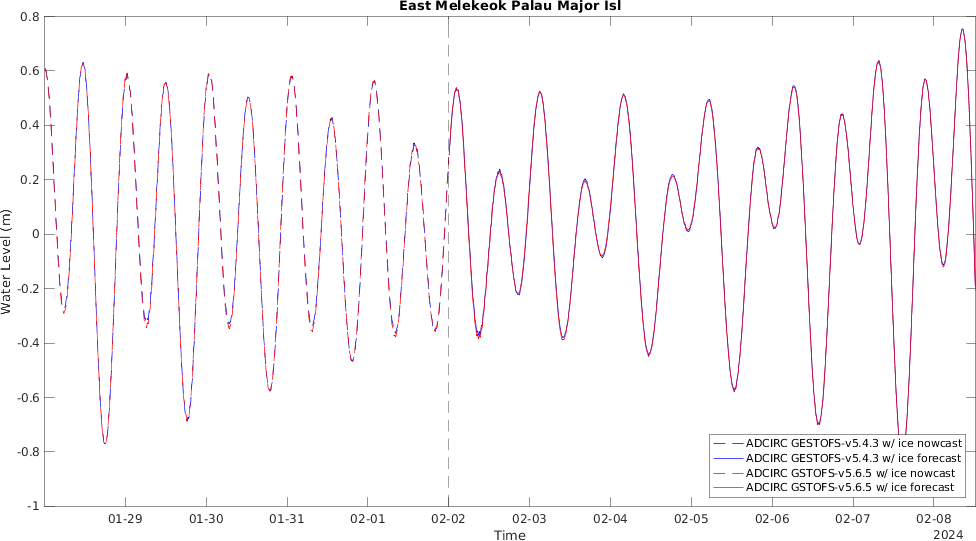 East Melekeok Palau Major Isl
0.8
0.6
0.4
0.2
0
-0.2
-0.4
-0.6
-0.8
-1
Water Level (m)
ADCIRC GESTOFS-v5.4.3 w/ ice nowcast
ADCIRC GESTOFS-v5.4.3 w/ ice forecast
ADCIRC GSTOFS-v5.6.5 w/ ice nowcast
ADCIRC GSTOFS-v5.6.5 w/ ice forecast
01-29 01-30 01-31 02-01 02-02 02-03 02-04 02-05 02-06 02-07 02-08
Time
2024